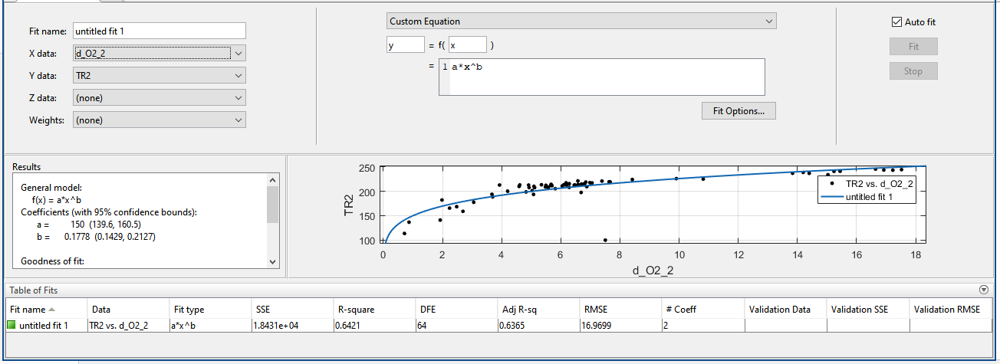 Fit name: untitled fit 1
X data: d_O2_2
Y data: TR2
Z data: (none)
Weights: (none)
Custom Equation
y = f( x )
= 1 a*x^b
Fit Options...
Auto fit
Fit
Stop
Results
General model:
f(x) = a*x^b
Coefficients (with 95% confidence bounds):
a = 150 (139.6, 160.5)
b = 0.1778 (0.1429, 0.2127)
Goodness of fit:
250
200
150
100
TR2
0 2 4 6 8 10 12 14 16 18
d_O2_2
TR2 vs. d_O2_2
untitled fit 1
Table of Fits
Fit name Data Fit type SSE R-square DFE Adj R-sq RMSE # Coeff Validation Data Validation SSE Validation RMSE
untitled fit 1 TR2 vs. d_O2_2 a*x^b 1.8431e+04 0.6421 64 0.6365 16.9699 2